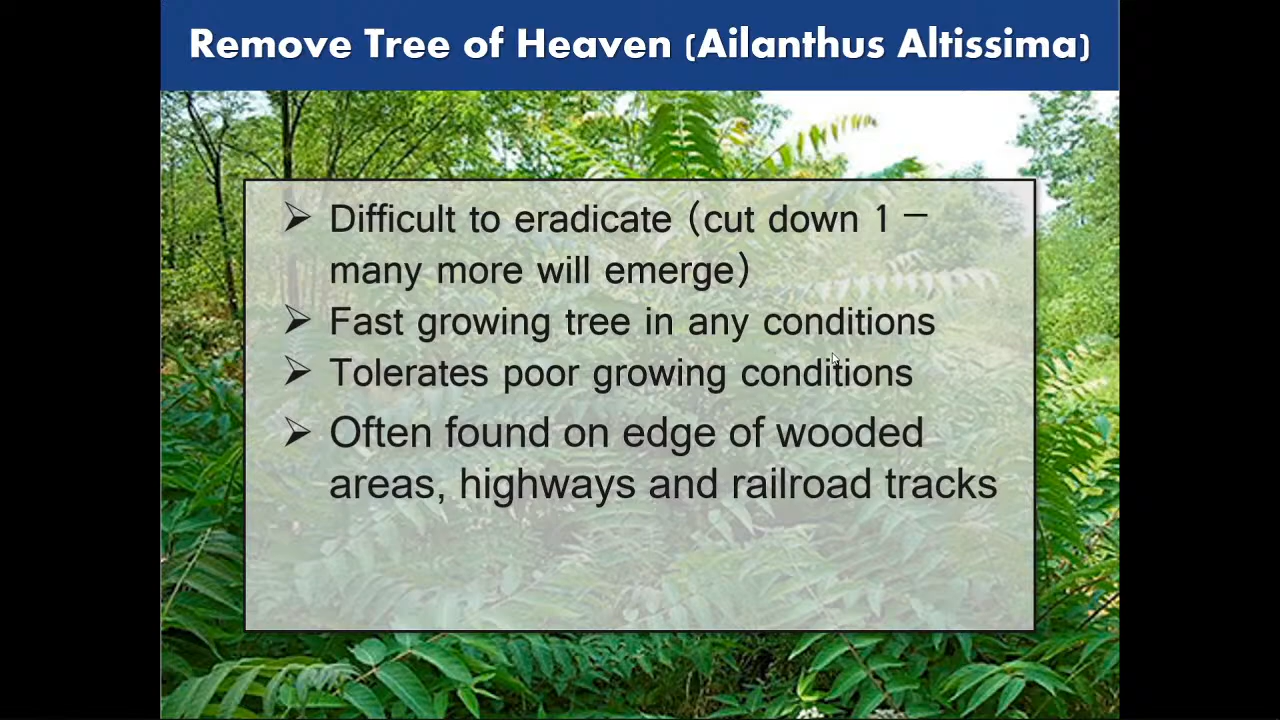 Remove Tree of Heaven (Ailanthus Altissima)
➢ Difficult to eradicate (cut down 1 –
many more will emerge)
➢ Fast growing tree in any conditions
➢ Tolerates poor growing conditions
➢ Often found on edge of wooded
areas, highways and railroad tracks